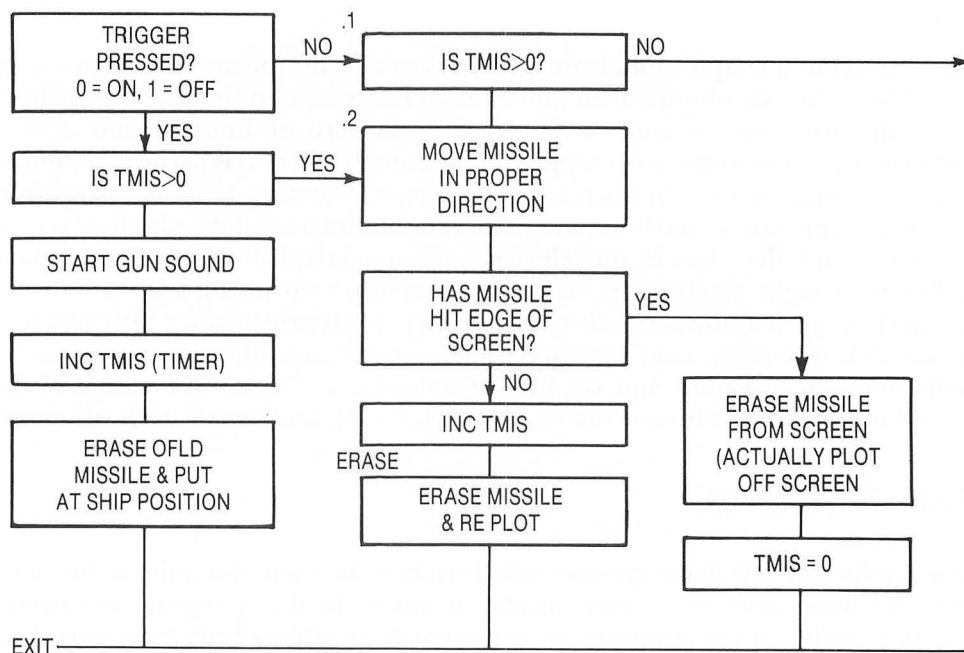 TRIGGER
PRESSED?
0 = ON, 1 = OFF
NO
YES
IS TMIS>0
YES
START GUN SOUND
INC TMIS (TIMER)
ERASE OFLD
MISSILE & PUT
AT SHIP POSITION
.1
IS TMIS>0?
NO
.2
MOVE MISSILE
IN PROPER
DIRECTION
HAS MISSILE
HIT EDGE OF
SCREEN?
YES
NO
INC TMIS
ERASE
ERASE MISSILE
& RE PLOT
ERASE MISSILE
FROM SCREEN
(ACTUALLY PLOT
OFF SCREEN
TMIS = 0
EXIT